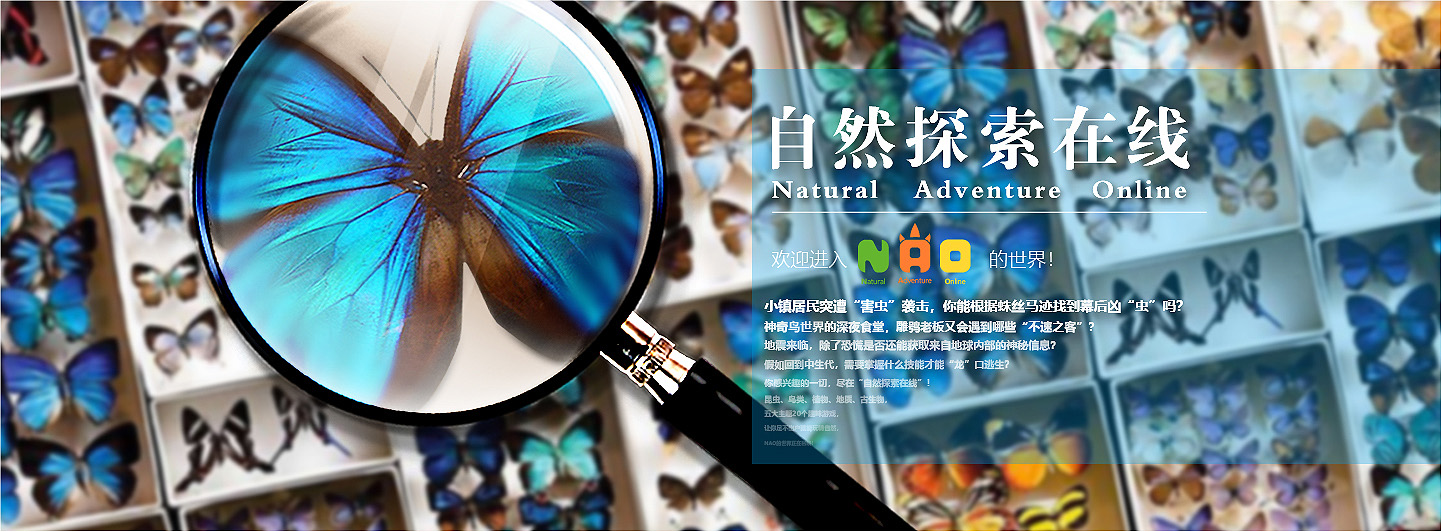 自然探索在线
Natural Adventure Online
欢迎进入 NAO 的世界！
Natural Adventure Online
小镇居民突遭“害虫”袭击，你能根据蛛丝马迹找到幕后凶“虫”吗？
神奇鸟世界的深夜食堂，雕鸮老板又会遇到哪些“不速之客”？
地震来临，除了恐慌是否还能获取来自地球内部的神秘信息？
假如回到中生代，需要掌握什么技能才能“龙”口逃生？
你感兴趣的一切，尽在“自然探索在线”！
昆虫、鸟类、植物、地震、古生物，
五大主题20个趣味游戏，